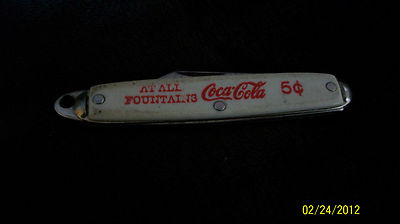 AT ALL
FOUNTAINS Coca-Cola 5¢
02/24/2012